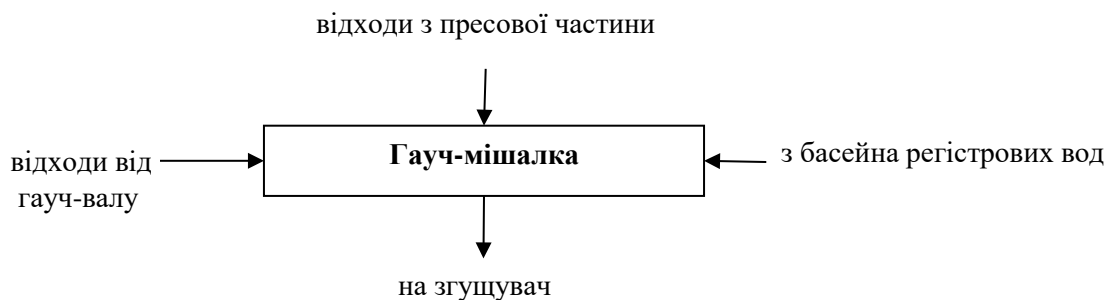 відходи з пресової частини
відходи від
гауч-валу
Гауч-мішалка
з басейна регістрових вод
на згущувач